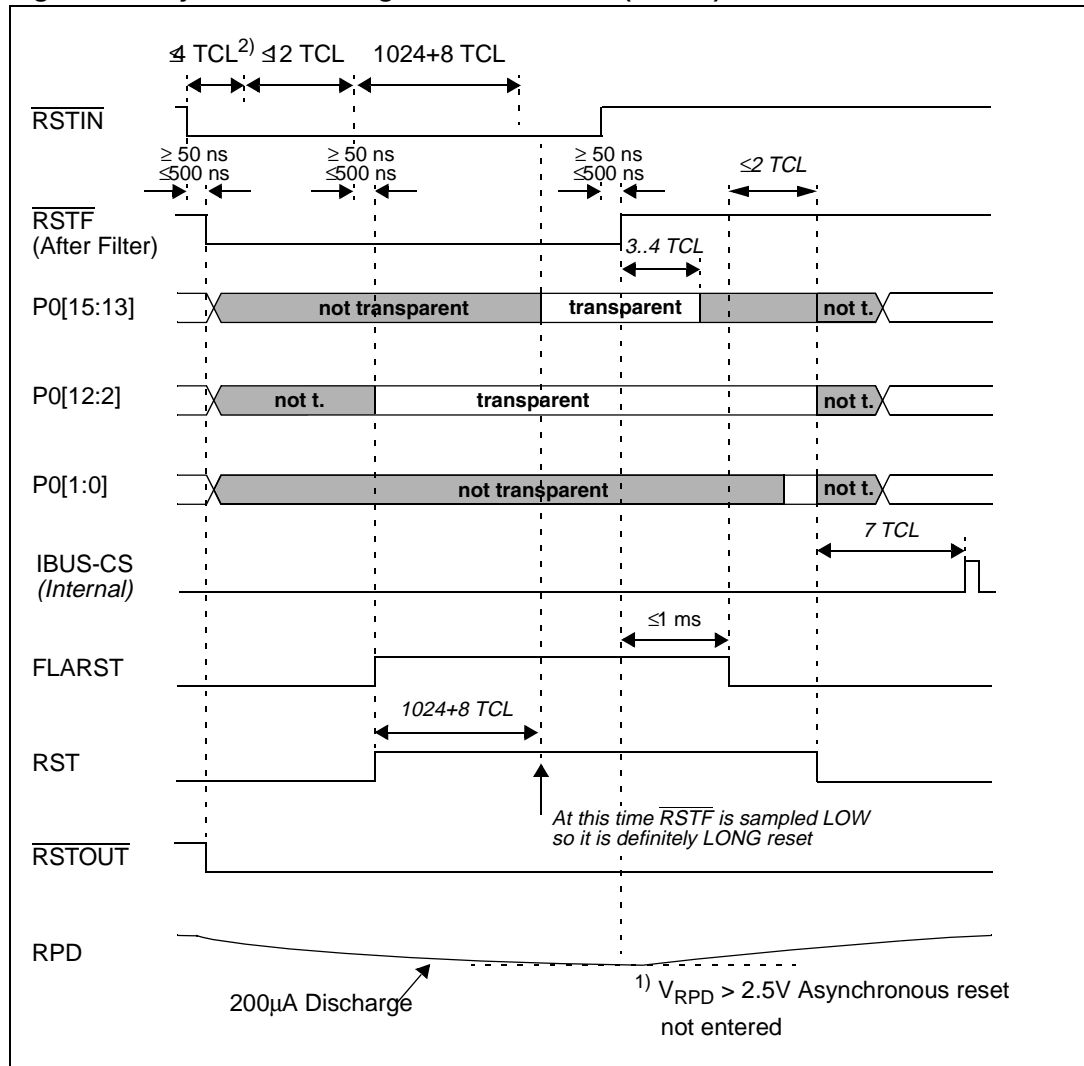 ≤4 TCL2) ≤12 TCL 1024+8 TCL
RSTIN
≥ 50 ns ≥ 50 ns ≥ 50 ns
≤500 ns ≤500 ns ≤500 ns ≤2 TCL
RSTF
(After Filter)
3..4 TCL
P0[15:13] not transparent transparent not t.
P0[12:2] not t. transparent not t.
P0[1:0] not transparent not t.
7 TCL
IBUS-CS
(Internal)
≤1 ms
FLARST
1024+8 TCL
RST
At this time RSTF is sampled LOW
so it is definitely LONG reset
RSTOUT
RPD
200μA Discharge
1) VRPD > 2.5V Asynchronous reset
not entered